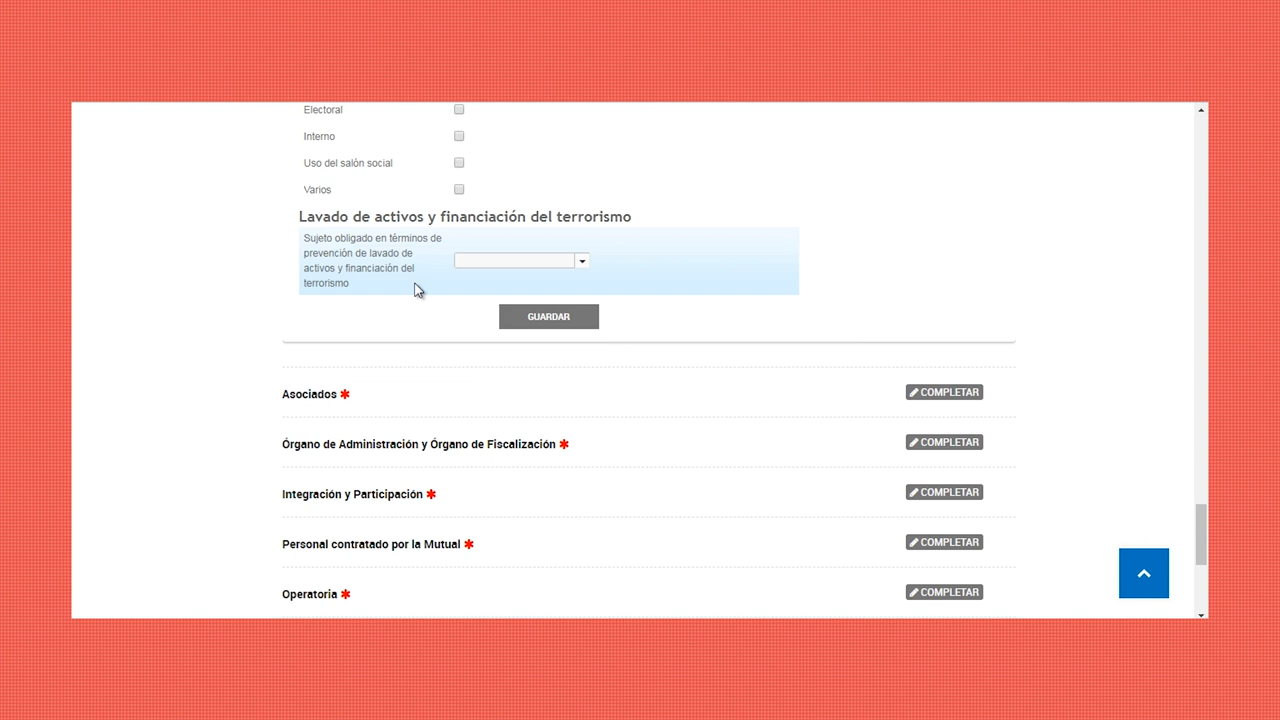 Electoral
Interno
Uso del salón social
Varios
Lavado de activos y financiación del terrorismo
Sujeto obligado en términos de
prevención de lavado de
activos y financiación del
terrorismo
GUARDAR
Asociados * COMPLETAR
Órgano de Administración y Órgano de Fiscalización * COMPLETAR
Integración y Participación * COMPLETAR
Personal contratado por la Mutual * COMPLETAR
Operatoria * COMPLETAR